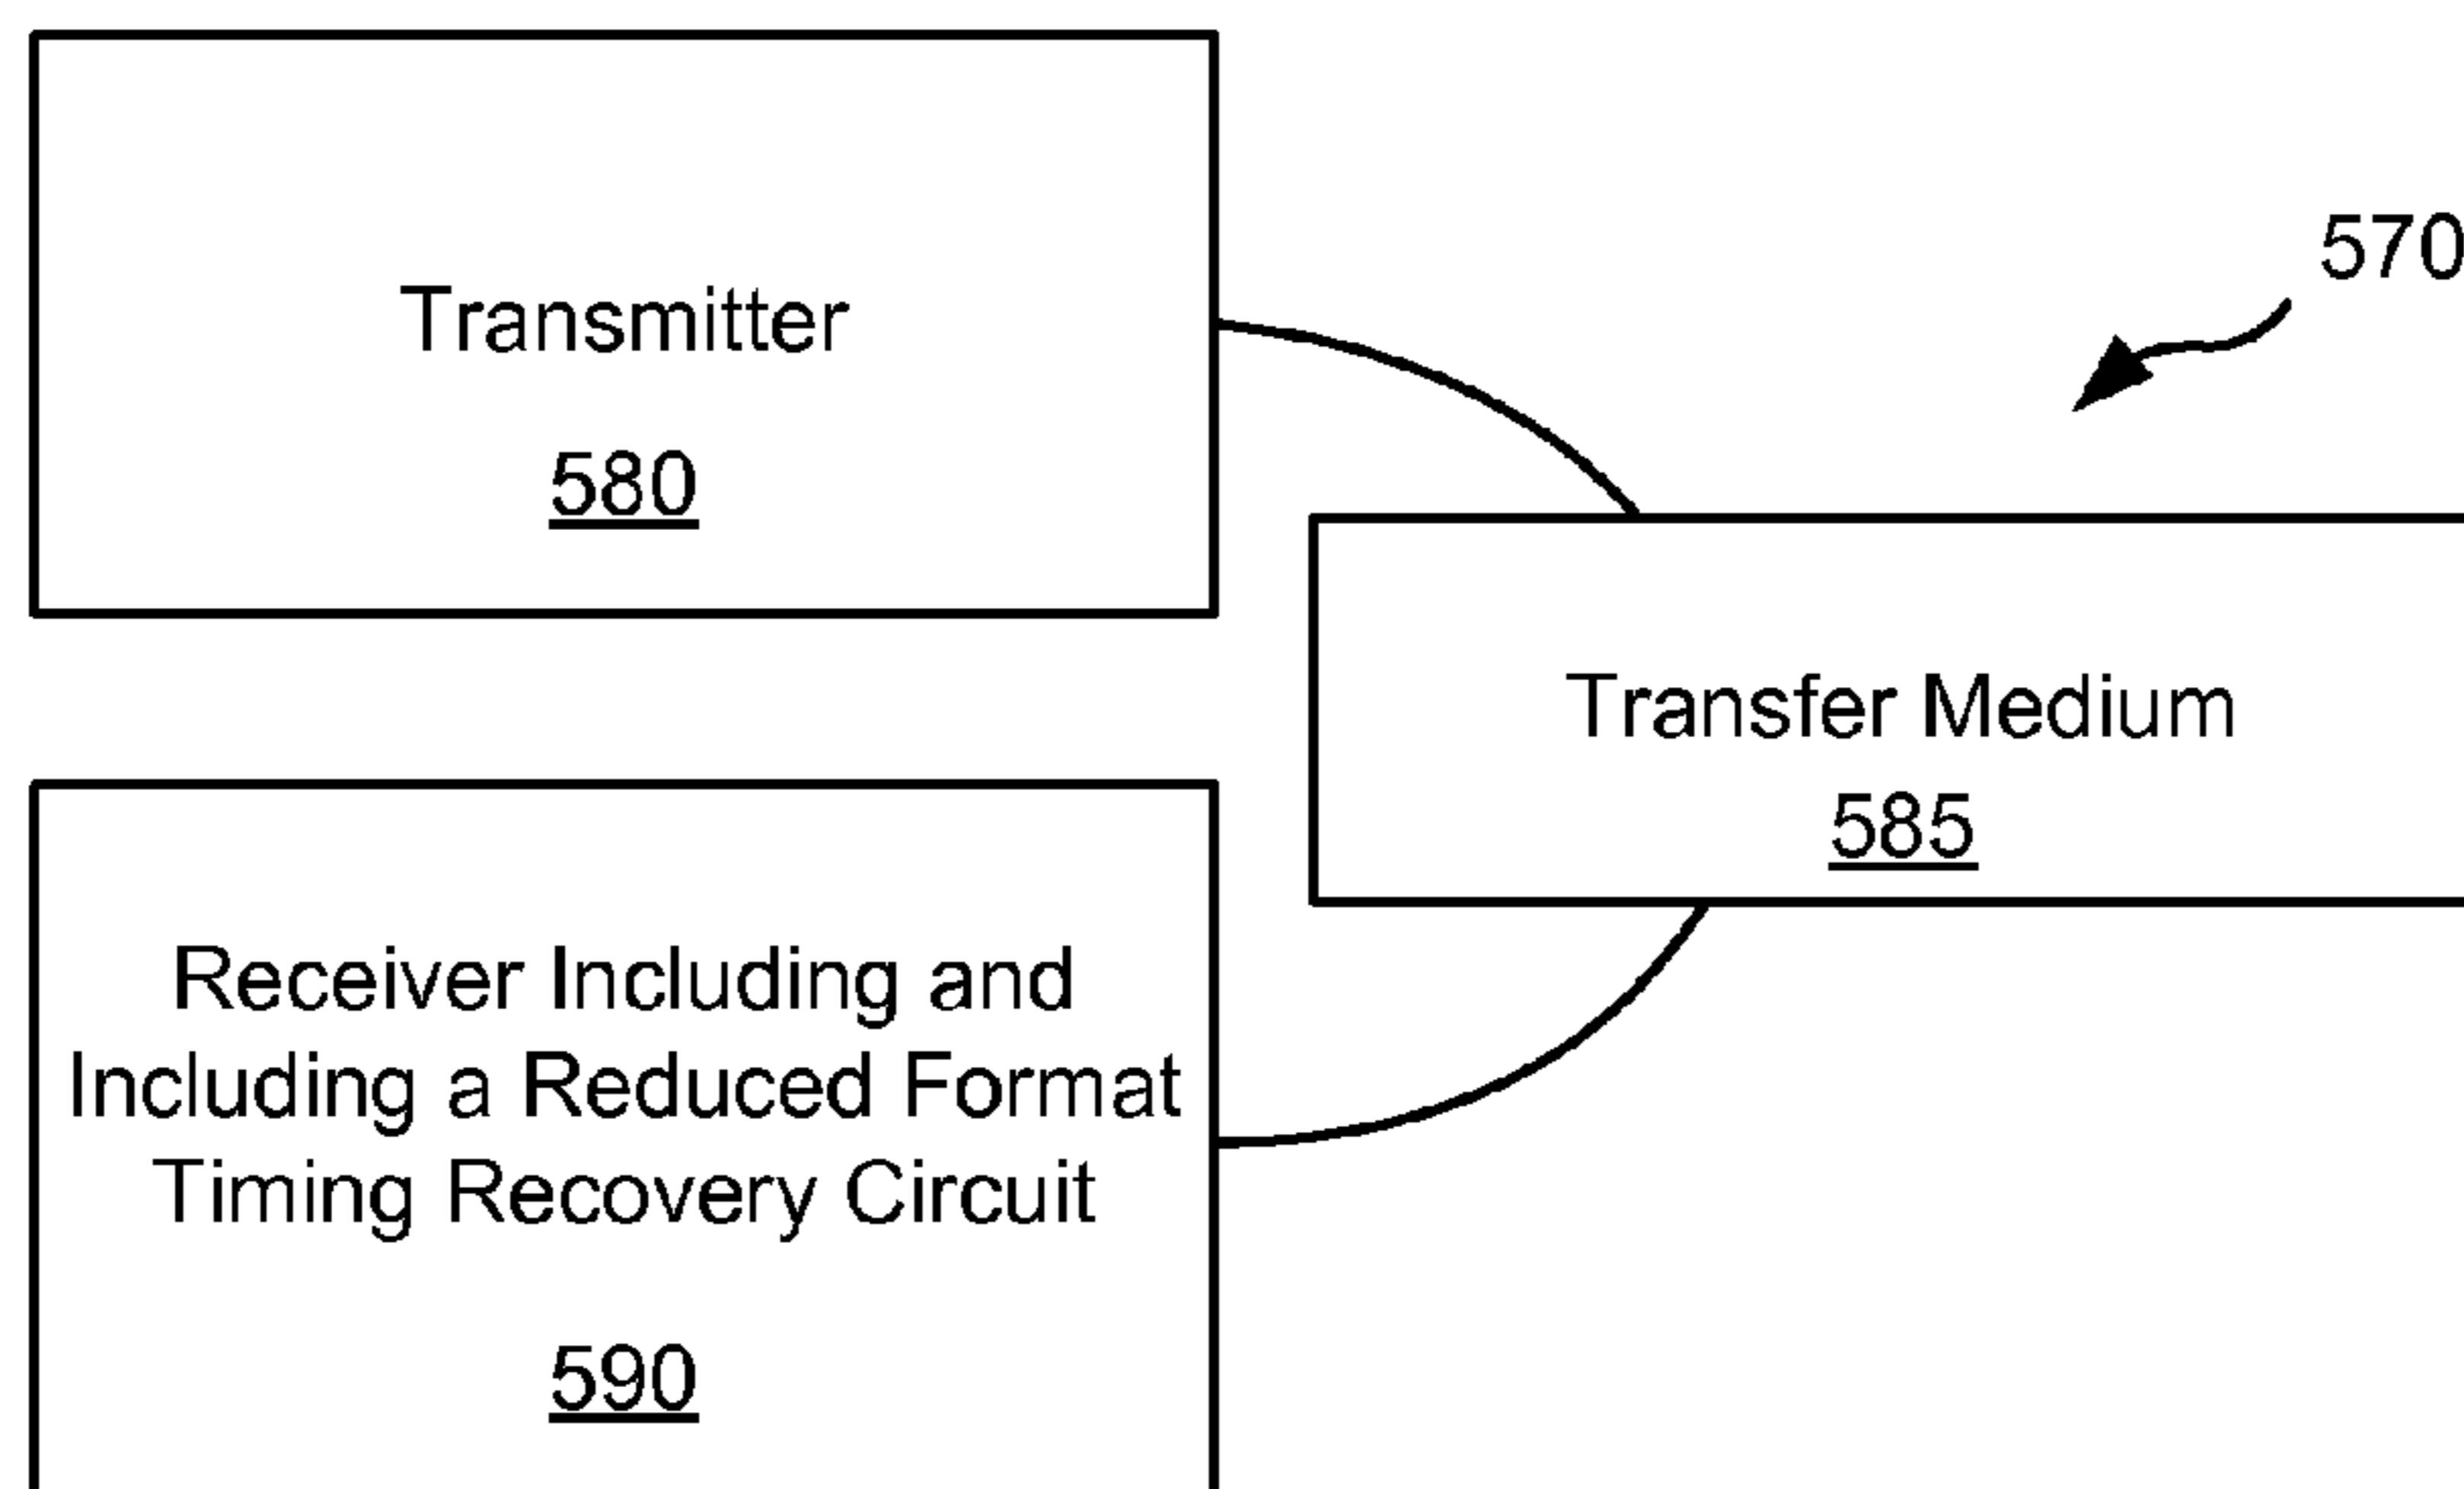 Transmitter
580
570
Transfer Medium
585
Receiver Including and
Including a Reduced Format
Timing Recovery Circuit
590